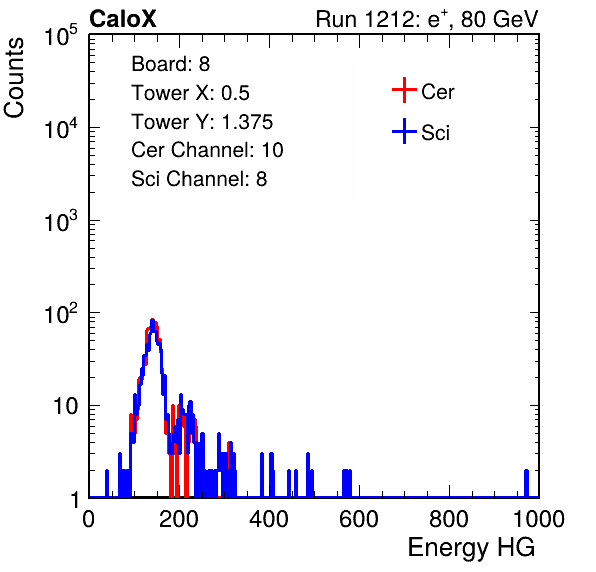 CaloX Run 1212: e⁺, 80 GeV
Counts
10⁵
10⁴
10³
10²
10
1
Board: 8
Tower X: 0.5
Tower Y: 1.375
Cer Channel: 10
Sci Channel: 8
Cer
Sci
0 200 400 600 800 1000
Energy HG